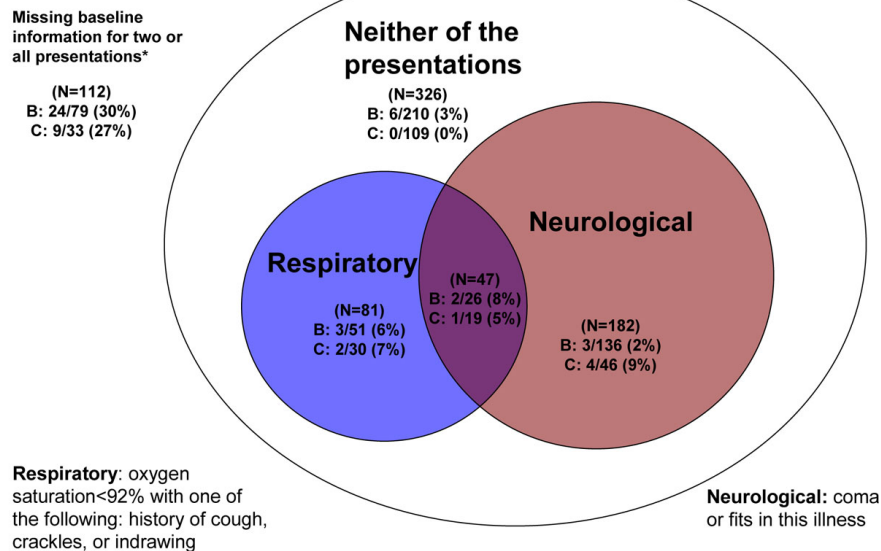 Missing baseline
information for two or
all presentations*
(N=112)
B: 24/79 (30%)
C: 9/33 (27%)
Neither of the
presentations
(N=326)
B: 6/210 (3%)
C: 0/109 (0%)
Neurological
Respiratory
(N=47)
B: 2/26 (8%)
C: 1/19 (5%)
(N=81)
B: 3/51 (6%)
C: 2/30 (7%)
(N=182)
B: 3/136 (2%)
C: 4/46 (9%)
Respiratory: oxygen
saturation<92% with one of
the following: history of cough,
crackles, or indrawing
Neurological: coma
or fits in this illness